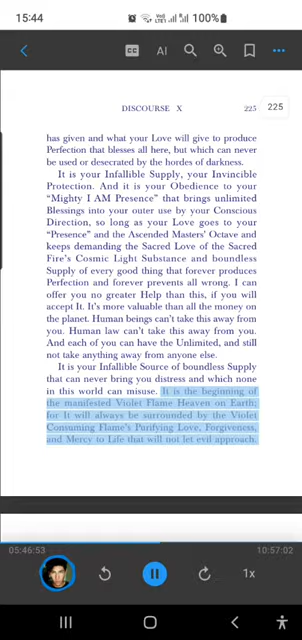 15:44
100%
CC
AI
DISCOURSE X 225
225
has given and what your Love will give to produce
Perfection that blesses all here, but which can never
be used or desecrated by the hordes of darkness.
It is your Infallible Supply, your Invincible
Protection. And it is your Obedience to your
“Mighty I AM Presence” that brings unlimited
Blessings into your outer use by your Conscious
Direction, so long as your Love goes to your
“Presence” and the Ascended Masters’ Octave and
keeps demanding the Sacred Love of the Sacred
Fire’s Cosmic Light Substance and boundless
Supply of every good thing that forever produces
Perfection and forever prevents all wrong. I can
offer you no greater Help than this, if you will
accept It. It’s more valuable than all the money on
the planet. Human beings can’t take this away from
you. Human law can’t take this away from you.
And each of you can have the Unlimited, and still
not take anything away from anyone else.
It is your Infallible Source of boundless Supply
that can never bring you distress and which none
in this world can misuse. It is the beginning of
the manifested Violet Flame Heaven on Earth;
for It will always be surrounded by the Violet
Consuming Flame’s Purifying Love, Forgiveness,
and Mercy to Life that will not let evil approach.
05:46:53 10:57:02
1x